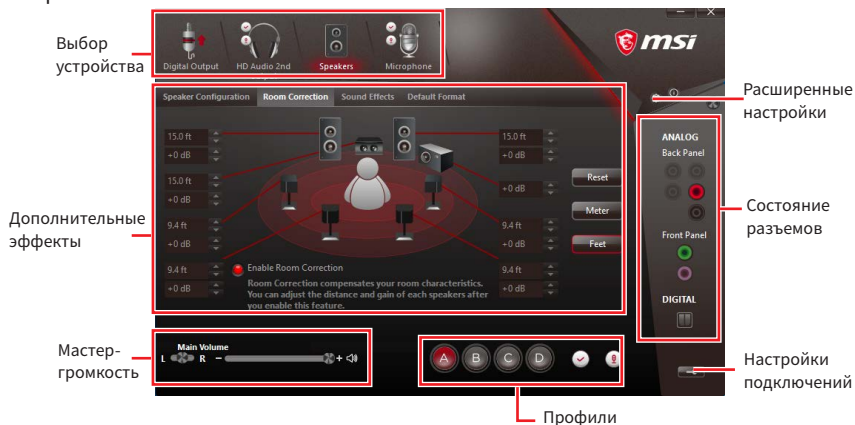 Выбор
устройства
Digital Output
HD Audio 2nd
Speakers
Microphone
msi
Расширенные
настройки
Speaker Configuration
Room Correction
Sound Effects
Default Format
15.0 ft
+0 dB
15.0 ft
+0 dB
15.0 ft
+0 dB
+0 dB
9.4 ft
+0 dB
9.4 ft
+0 dB
9.4 ft
+0 dB
9.4 ft
+0 dB
Reset
Meter
Feet
Enable Room Correction
Room Correction compensates your room characteristics.
You can adjust the distance and gain of each speakers after
you enable this feature.
Дополнительные
эффекты
ANALOG
Back Panel
Front Panel
DIGITAL
Состояние
разъемов
Мастер-
громкость
Main Volume
L
R
A
B
C
D
Настройки
подключений
Профили